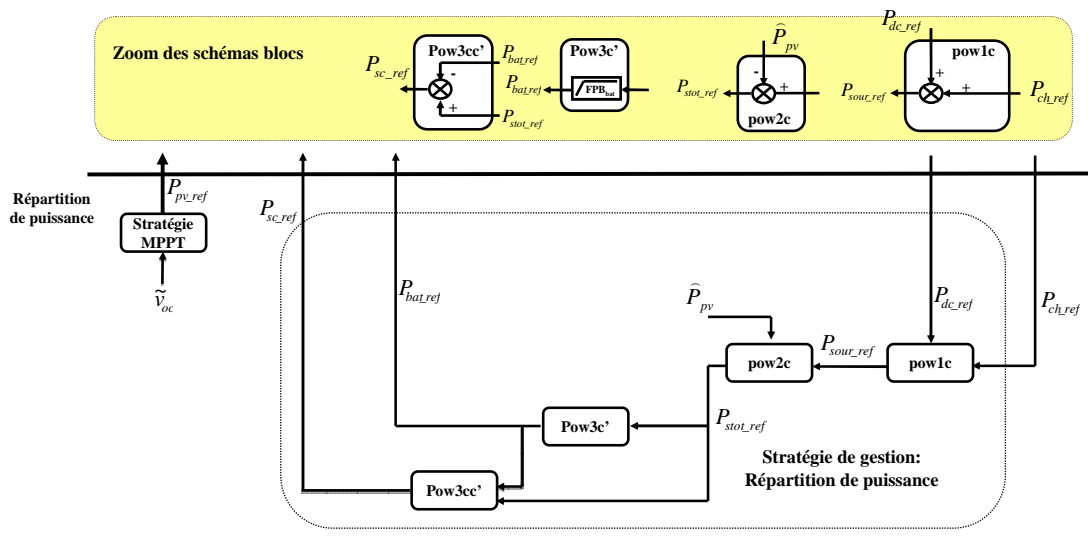 Zoom des schémas blocs
Pow3cc'
P_sc_ref
P_bat_ref
-
+
P_stot_ref
Pow3c'
P_bat_ref
FPB_bat
P̂_pv
-
+
P_stot_ref
pow2c
P_dc_ref
pow1c
+
+
P_sour_ref
P_ch_ref
Répartition
de puissance
P_pv_ref
Stratégie
MPPT
ṽ_oc
P_sc_ref
P_bat_ref
P̂_pv
P_dc_ref
P_ch_ref
pow2c
P_sour_ref
pow1c
P_stot_ref
Pow3c'
Pow3cc'
Stratégie de gestion:
Répartition de puissance